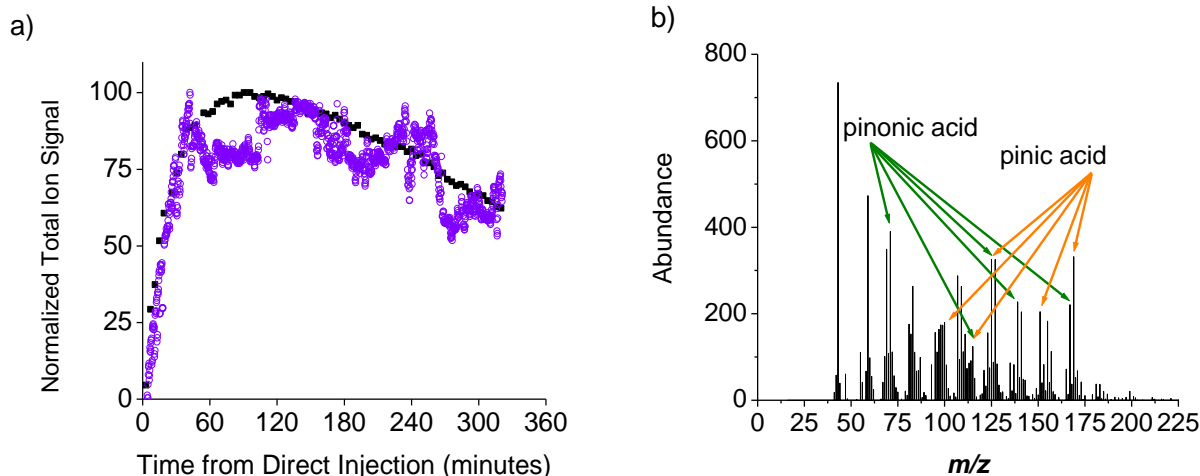 a)
Normalized Total Ion Signal
100
75
50
25
0
0 60 120 180 240 300 360
Time from Direct Injection (minutes)
b)
Abundance
800
600
400
200
0
pinonic acid
pinic acid
0 25 50 75 100 125 150 175 200 225
m/z